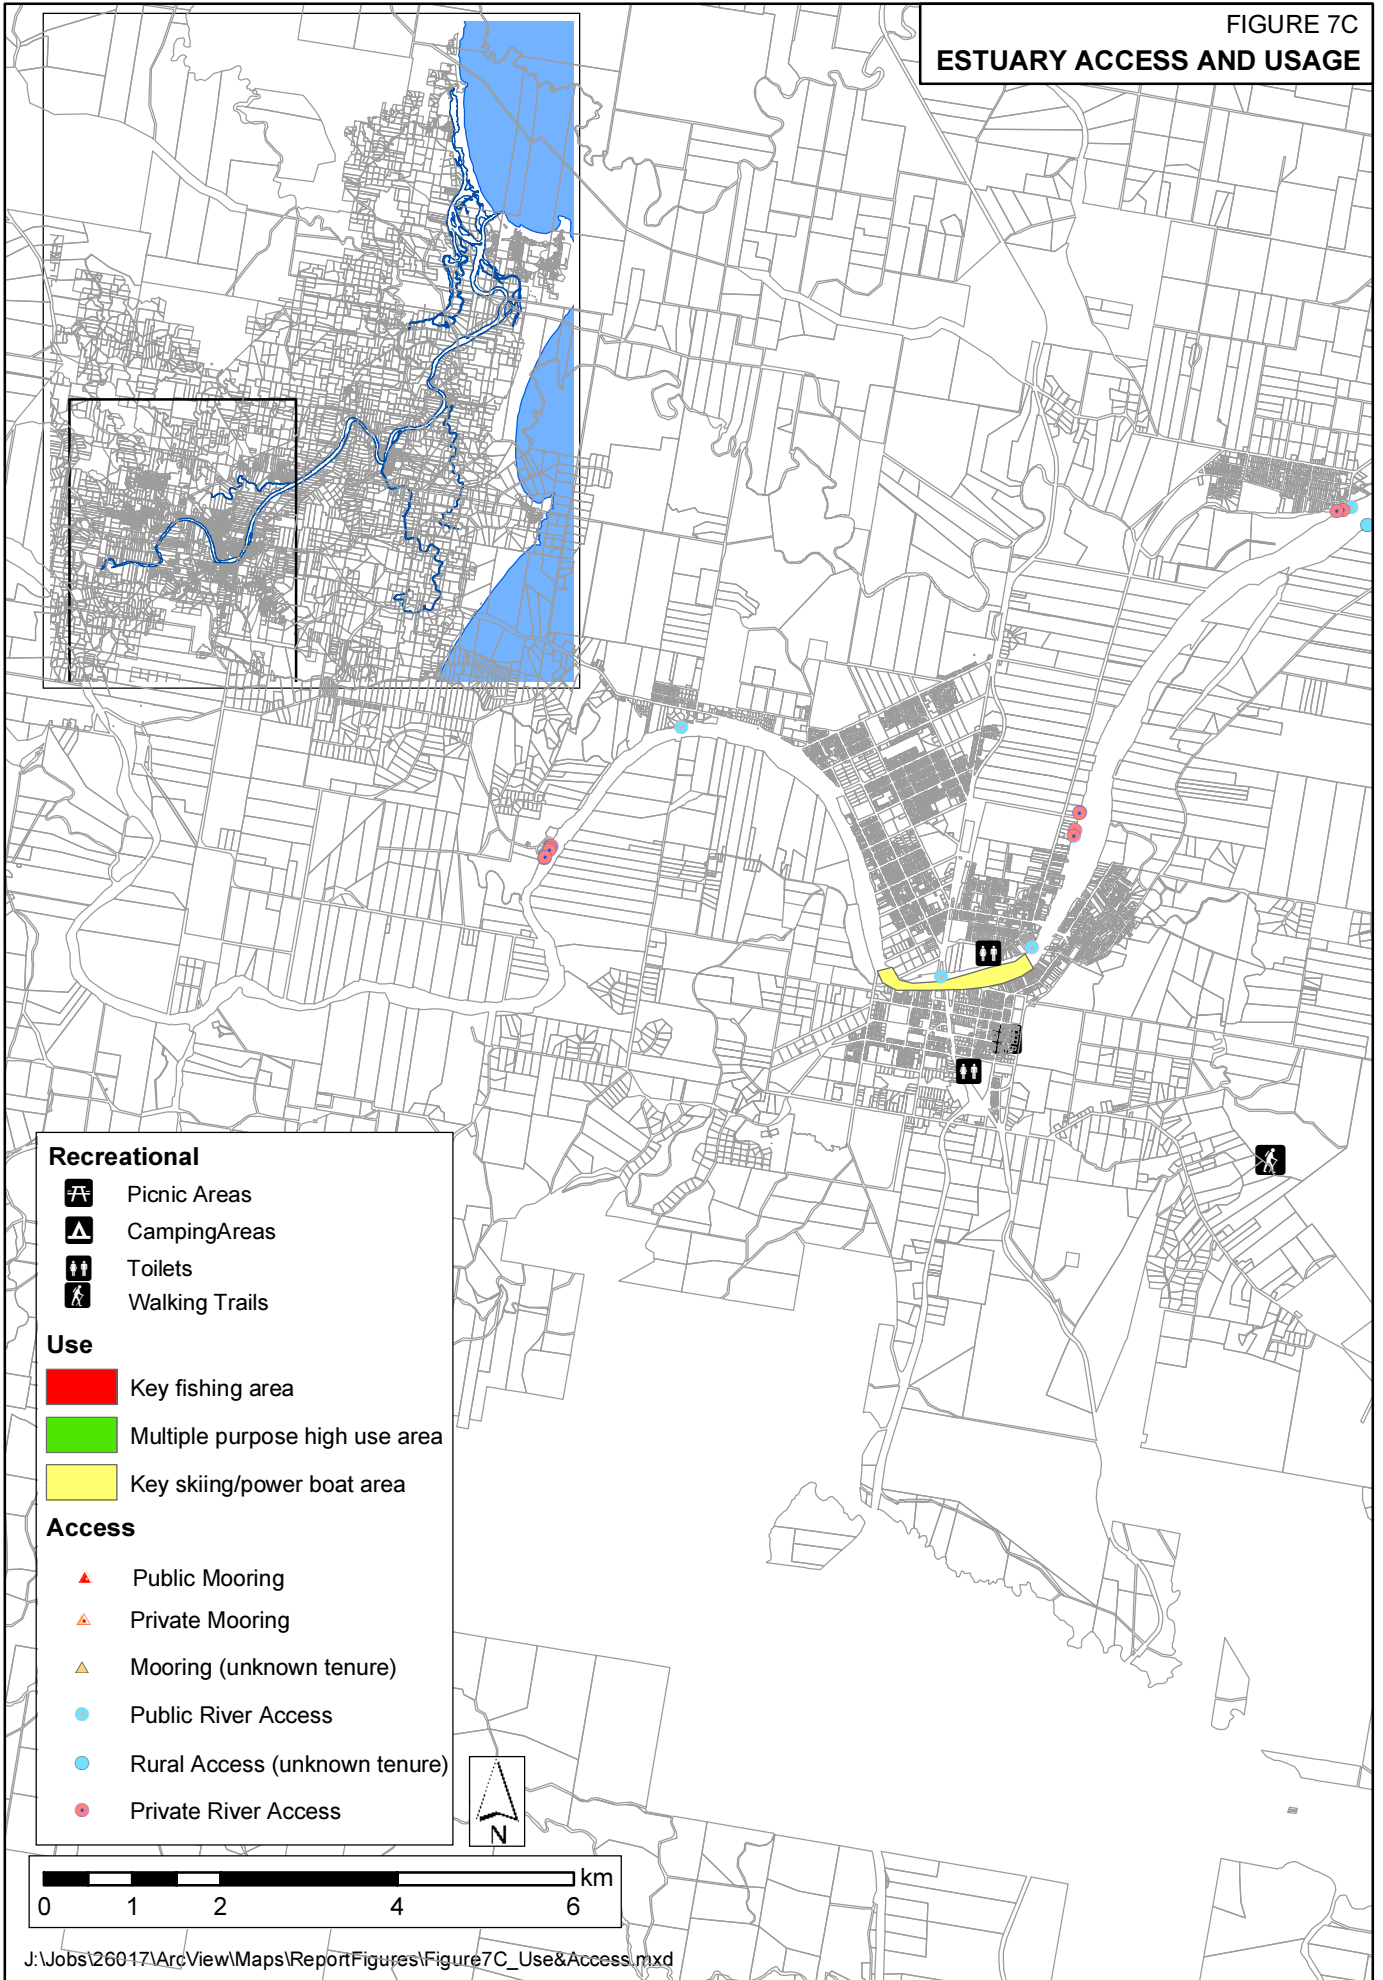 FIGURE 7C
ESTUARY ACCESS AND USAGE
Recreational
Picnic Areas
CampingAreas
Toilets
Walking Trails
Use
Key fishing area
Multiple purpose high use area
Key skiing/power boat area
Access
Public Mooring
Private Mooring
Mooring (unknown tenure)
Public River Access
Rural Access (unknown tenure)
Private River Access
N
km
0 1 2 4 6
J:\Jobs\26017\ArcView\Maps\ReportFigures\Figure7C_Use&Access.mxd